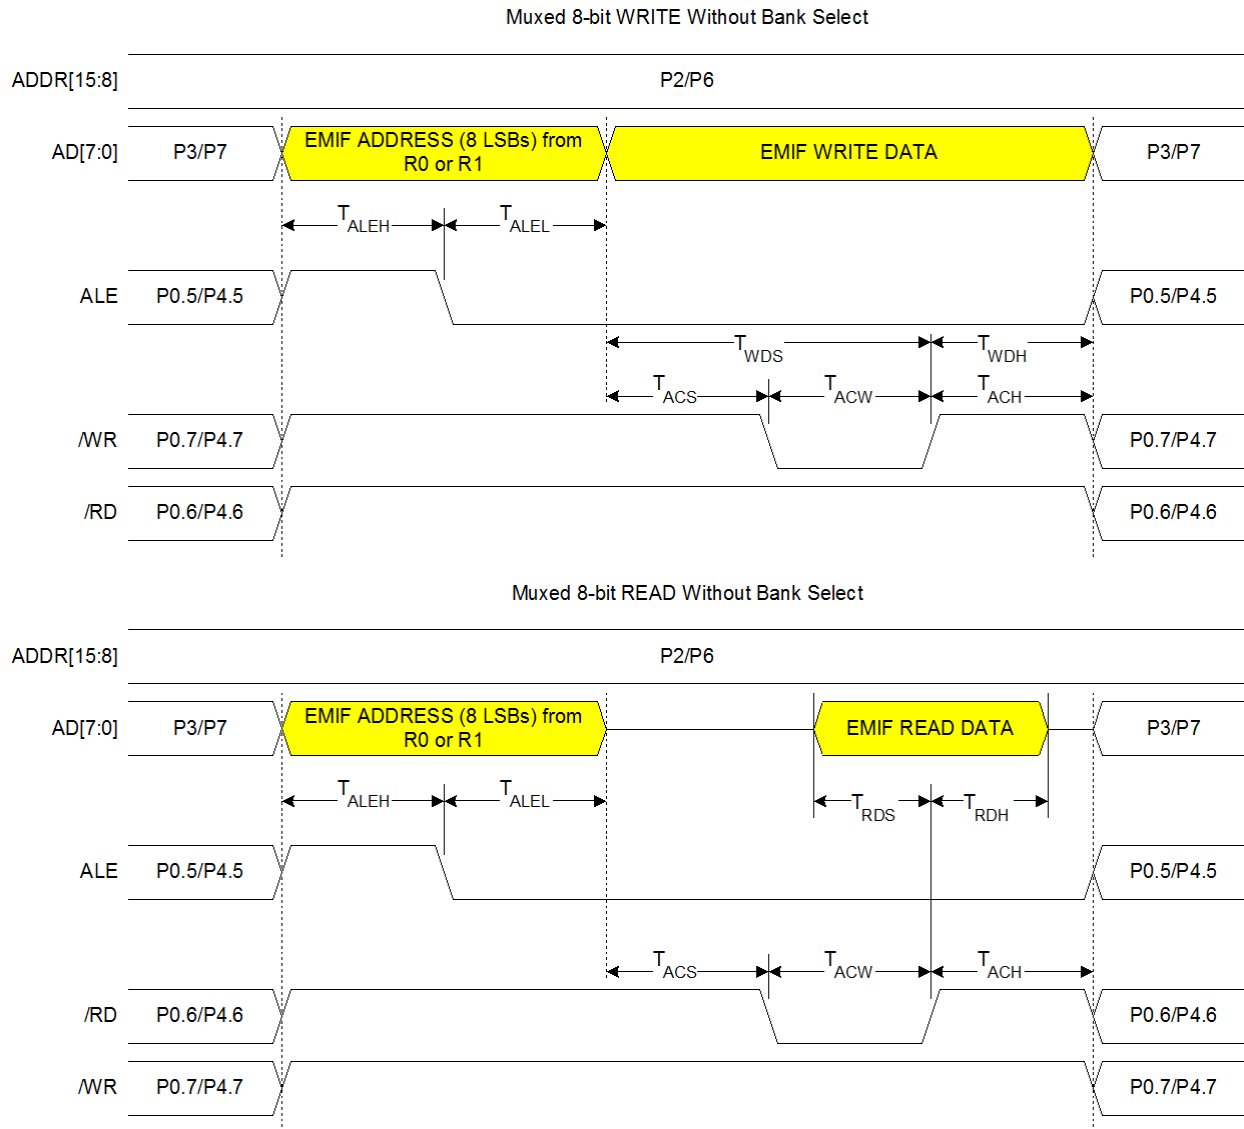 Muxed 8-bit WRITE Without Bank Select
ADDR[15:8] P2/P6
AD[7:0] P3/P7 EMIF ADDRESS (8 LSBs) from
R0 or R1 EMIF WRITE DATA P3/P7
TALEH TALEL
ALE P0.5/P4.5 P0.5/P4.5
TWDS TWDH
TACS TACW TACH
/WR P0.7/P4.7 P0.7/P4.7
/RD P0.6/P4.6 P0.6/P4.6
Muxed 8-bit READ Without Bank Select
ADDR[15:8] P2/P6
AD[7:0] P3/P7 EMIF ADDRESS (8 LSBs) from
R0 or R1 EMIF READ DATA P3/P7
TALEH TALEL TRDS TRDH
ALE P0.5/P4.5 P0.5/P4.5
TACS TACW TACH
/RD P0.6/P4.6 P0.6/P4.6
/WR P0.7/P4.7 P0.7/P4.7